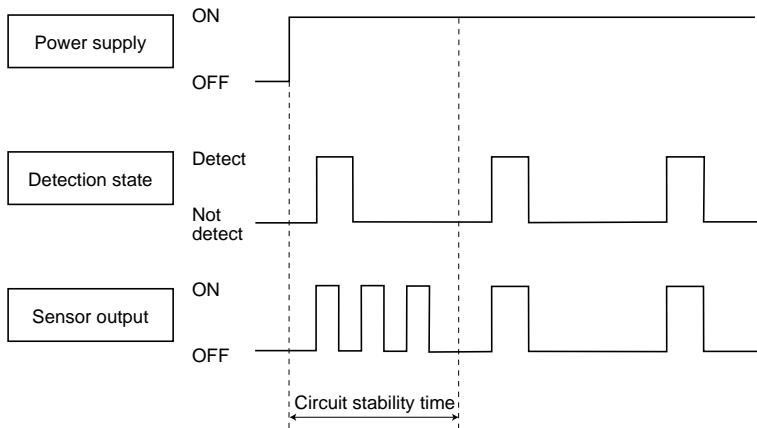 ON
Power supply
OFF
Detect
Detection state
Not
detect
ON
Sensor output
OFF
Circuit stability time